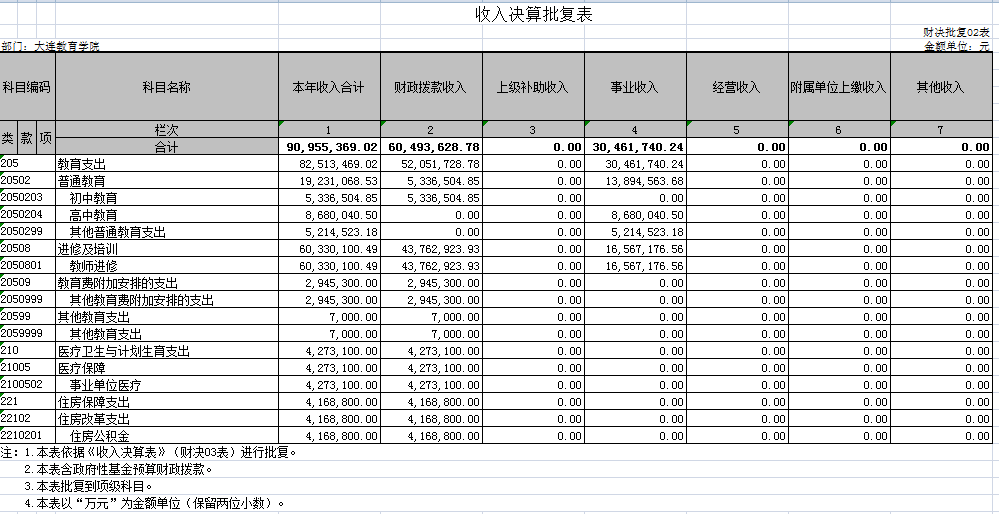 收入决算批复表
财决批复02表
部门：大连教育学院 金额单位：元
科目编码 科目名称 本年收入合计 财政拨款收入 上级补助收入 事业收入 经营收入 附属单位上缴收入 其他收入
类 款 项 栏次 1 2 3 4 5 6 7
合计 90,955,369.02 60,493,628.78 0.00 30,461,740.24 0.00 0.00 0.00
205 教育支出 82,513,469.02 52,051,728.78 0.00 30,461,740.24 0.00 0.00 0.00
20502 普通教育 19,231,068.53 5,336,504.85 0.00 13,894,563.68 0.00 0.00 0.00
2050203 初中教育 5,336,504.85 5,336,504.85 0.00 0.00 0.00 0.00 0.00
2050204 高中教育 8,680,040.50 0.00 0.00 8,680,040.50 0.00 0.00 0.00
2050299 其他普通教育支出 5,214,523.18 0.00 0.00 5,214,523.18 0.00 0.00 0.00
20508 进修及培训 60,330,100.49 43,762,923.93 0.00 16,567,176.56 0.00 0.00 0.00
2050801 教师进修 60,330,100.49 43,762,923.93 0.00 16,567,176.56 0.00 0.00 0.00
20509 教育费附加安排的支出 2,945,300.00 2,945,300.00 0.00 0.00 0.00 0.00 0.00
2050999 其他教育费附加安排的支出 2,945,300.00 2,945,300.00 0.00 0.00 0.00 0.00 0.00
20599 其他教育支出 7,000.00 7,000.00 0.00 0.00 0.00 0.00 0.00
2059999 其他教育支出 7,000.00 7,000.00 0.00 0.00 0.00 0.00 0.00
210 医疗卫生与计划生育支出 4,273,100.00 4,273,100.00 0.00 0.00 0.00 0.00 0.00
21005 医疗保障 4,273,100.00 4,273,100.00 0.00 0.00 0.00 0.00 0.00
2100502 事业单位医疗 4,273,100.00 4,273,100.00 0.00 0.00 0.00 0.00 0.00
221 住房保障支出 4,168,800.00 4,168,800.00 0.00 0.00 0.00 0.00 0.00
22102 住房改革支出 4,168,800.00 4,168,800.00 0.00 0.00 0.00 0.00 0.00
2210201 住房公积金 4,168,800.00 4,168,800.00 0.00 0.00 0.00 0.00 0.00
注：1.本表依据《收入决算表》（财决03表）进行批复。
2.本表含政府性基金预算财政拨款。
3.本表批复到项级科目。
4.本表以“万元”为金额单位（保留两位小数）。